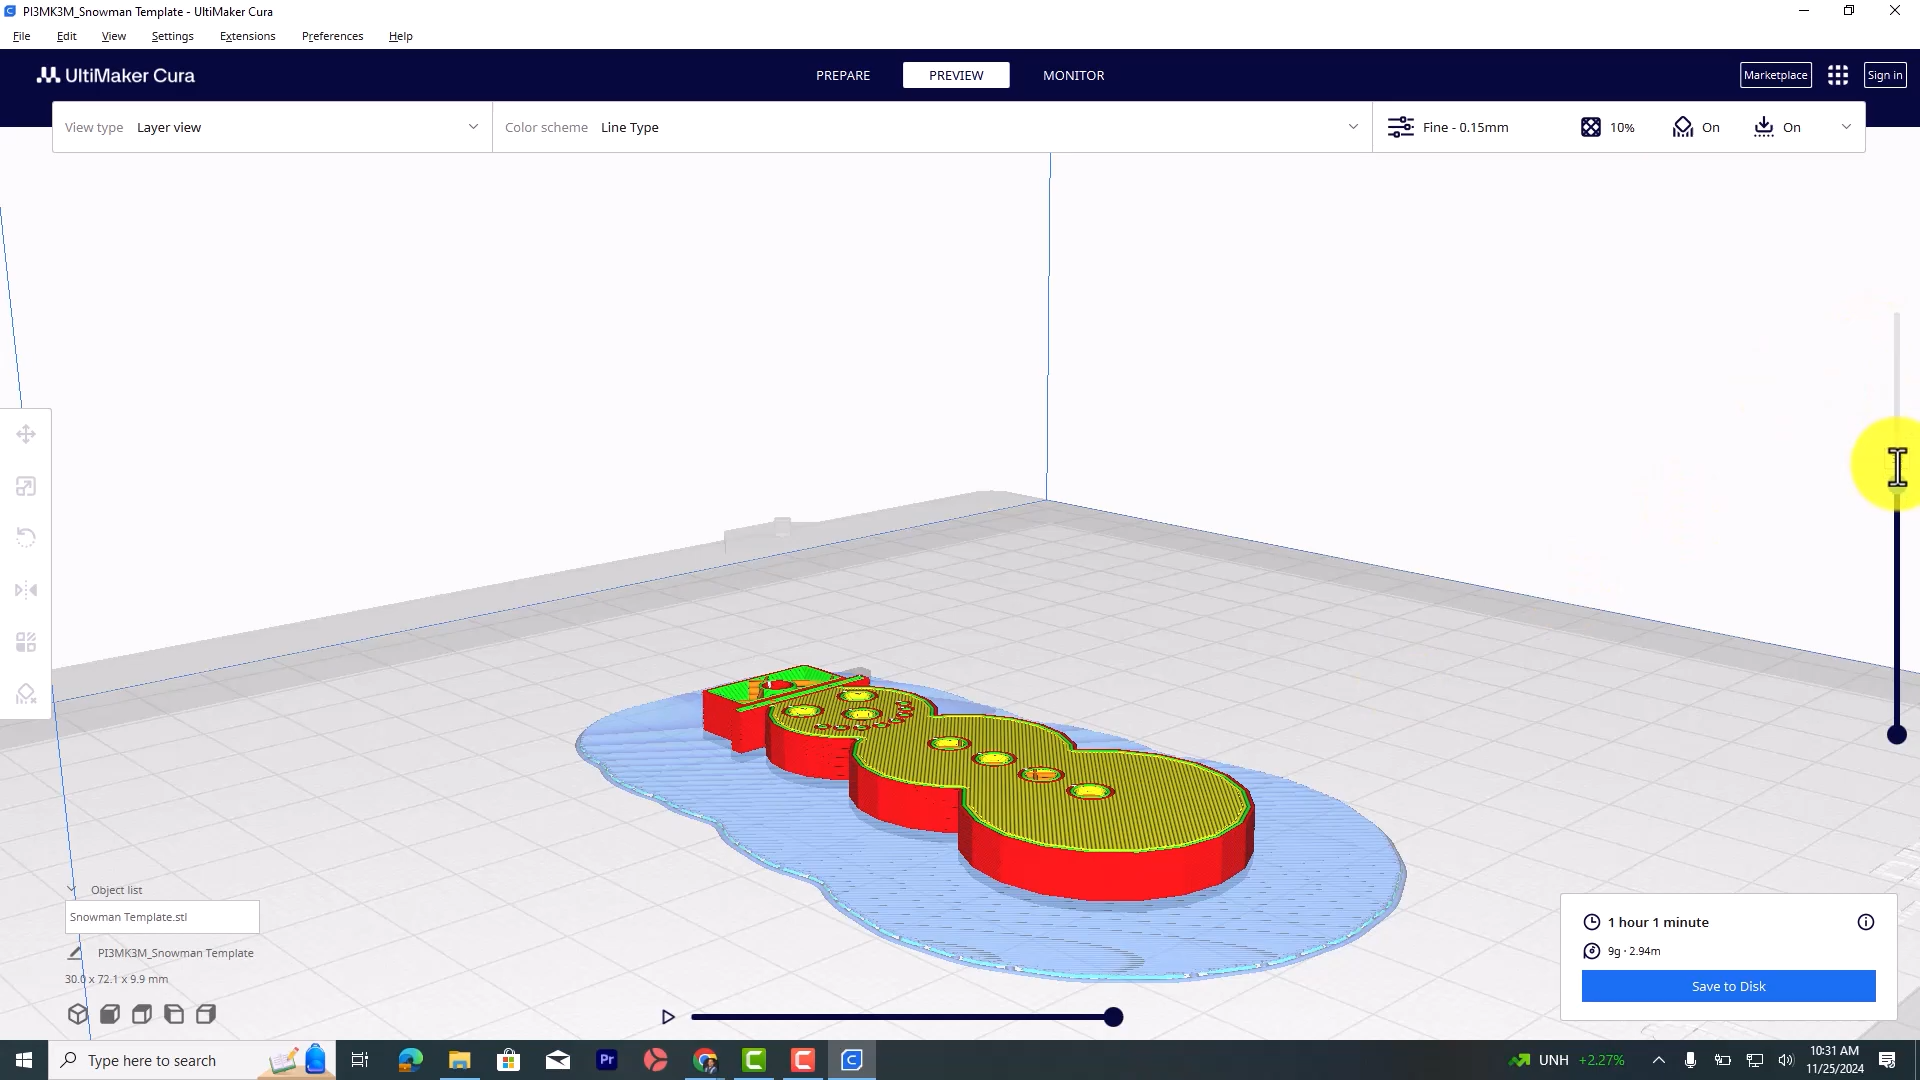 PI3MK3M_Snowman Template - UltiMaker Cura
File Edit View Settings Extensions Preferences Help
UltiMaker Cura
PREPARE PREVIEW MONITOR
Marketplace Sign in
View type Layer view
Color scheme Line Type
Fine - 0.15mm 10% On On
Object list
Snowman Template.stl
PI3MK3M_Snowman Template
30.0 x 72.1 x 9.9 mm
1 hour 1 minute
9g · 2.94m
Save to Disk
Type here to search
UNH +2.27%
10:31 AM
11/25/2024